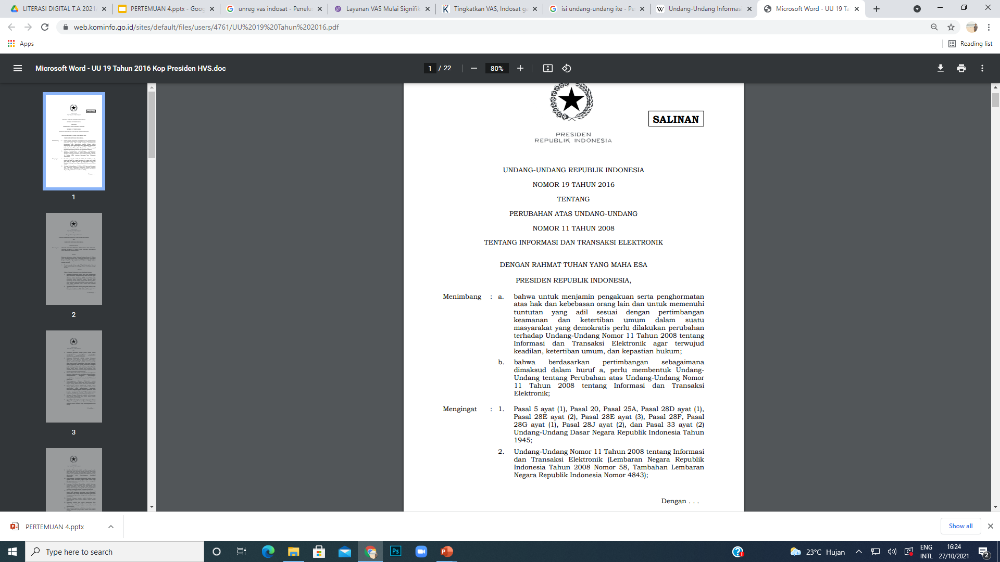 LITERASI DIGITAL T.A 2021/
PERTEMUAN 4.pptx - Goog
unreg vas indosat - Penelus
Layanan VAS Mulai Signifik
Tingkatkan VAS, Indosat ga
isi undang-undang ite - Pe
Undang-Undang Informasi
Microsoft Word - UU 19 Ta
web.kominfo.go.id/sites/default/files/users/4761/UU%2019%20Tahun%202016.pdf
Apps
Reading list
Microsoft Word - UU 19 Tahun 2016 Kop Presiden HVS.doc
1 / 22
80%
1
2
3
SALINAN
PRESIDEN
REPUBLIK INDONESIA
UNDANG-UNDANG REPUBLIK INDONESIA
NOMOR 19 TAHUN 2016
TENTANG
PERUBAHAN ATAS UNDANG-UNDANG
NOMOR 11 TAHUN 2008
TENTANG INFORMASI DAN TRANSAKSI ELEKTRONIK
DENGAN RAHMAT TUHAN YANG MAHA ESA
PRESIDEN REPUBLIK INDONESIA,
Menimbang : a. bahwa untuk menjamin pengakuan serta penghormatan
atas hak dan kebebasan orang lain dan untuk memenuhi
tuntutan yang adil sesuai dengan pertimbangan
keamanan dan ketertiban umum dalam suatu
masyarakat yang demokratis perlu dilakukan perubahan
terhadap Undang-Undang Nomor 11 Tahun 2008 tentang
Informasi dan Transaksi Elektronik agar terwujud
keadilan, ketertiban umum, dan kepastian hukum;
b. bahwa berdasarkan pertimbangan sebagaimana
dimaksud dalam huruf a, perlu membentuk Undang-
Undang tentang Perubahan atas Undang-Undang Nomor
11 Tahun 2008 tentang Informasi dan Transaksi
Elektronik;
Mengingat : 1. Pasal 5 ayat (1), Pasal 20, Pasal 25A, Pasal 28D ayat (1),
Pasal 28E ayat (2), Pasal 28E ayat (3), Pasal 28F, Pasal
28G ayat (1), Pasal 28J ayat (2), dan Pasal 33 ayat (2)
Undang-Undang Dasar Negara Republik Indonesia Tahun
1945;
2. Undang-Undang Nomor 11 Tahun 2008 tentang Informasi
dan Transaksi Elektronik (Lembaran Negara Republik
Indonesia Tahun 2008 Nomor 58, Tambahan Lembaran
Negara Republik Indonesia Nomor 4843);
Dengan . . .
PERTEMUAN 4.pptx
Show all
Type here to search
Ps
23°C Hujan
ENG
INTL
16:24
27/10/2021
2